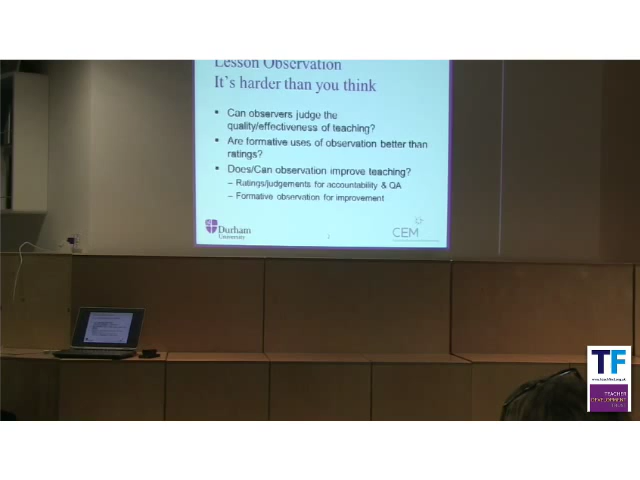 Lesson Observation
It's harder than you think
▪ Can observers judge the
quality/effectiveness of teaching?
▪ Are formative uses of observation better than
ratings?
▪ Does/Can observation improve teaching?
– Ratings/judgements for accountability & QA
– Formative observation for improvement
Durham
University
2
CEM
TF
TEACHER
DEVELOPMENT